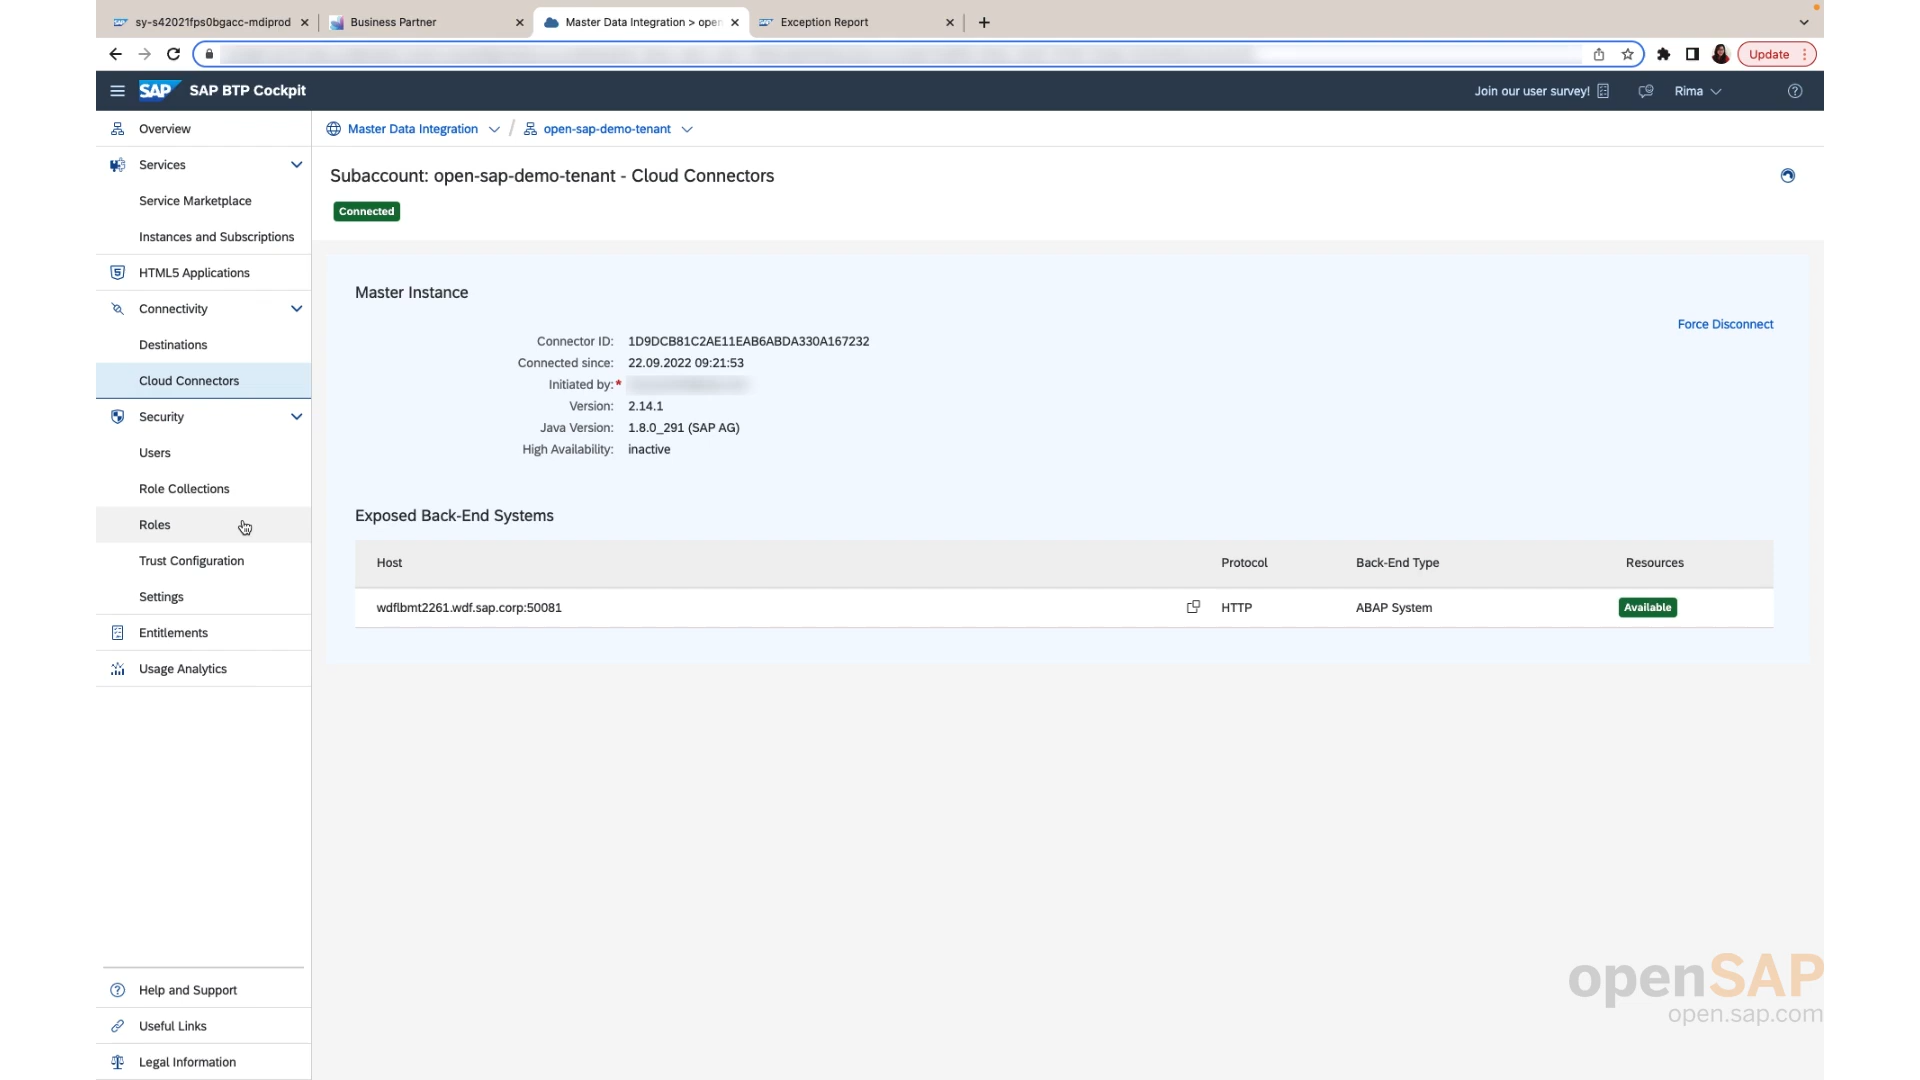 sy-s42021fps0bgacc-mdiprod
Business Partner
Master Data Integration > open
Exception Report
Update
SAP
SAP BTP Cockpit
Join our user survey!
Rima
Overview
Services
Service Marketplace
Instances and Subscriptions
HTML5 Applications
Connectivity
Destinations
Cloud Connectors
Security
Users
Role Collections
Roles
Trust Configuration
Settings
Entitlements
Usage Analytics
Help and Support
Useful Links
Legal Information
Master Data Integration / open-sap-demo-tenant
Subaccount: open-sap-demo-tenant - Cloud Connectors
Connected
Master Instance
Force Disconnect
Connector ID: 1D9DCB81C2AE11EAB6ABDA330A167232
Connected since: 22.09.2022 09:21:53
Initiated by:*
Version: 2.14.1
Java Version: 1.8.0_291 (SAP AG)
High Availability: inactive
Exposed Back-End Systems
Host Protocol Back-End Type Resources
wdflbmt2261.wdf.sap.corp:50081 HTTP ABAP System Available
openSAP
open.sap.com